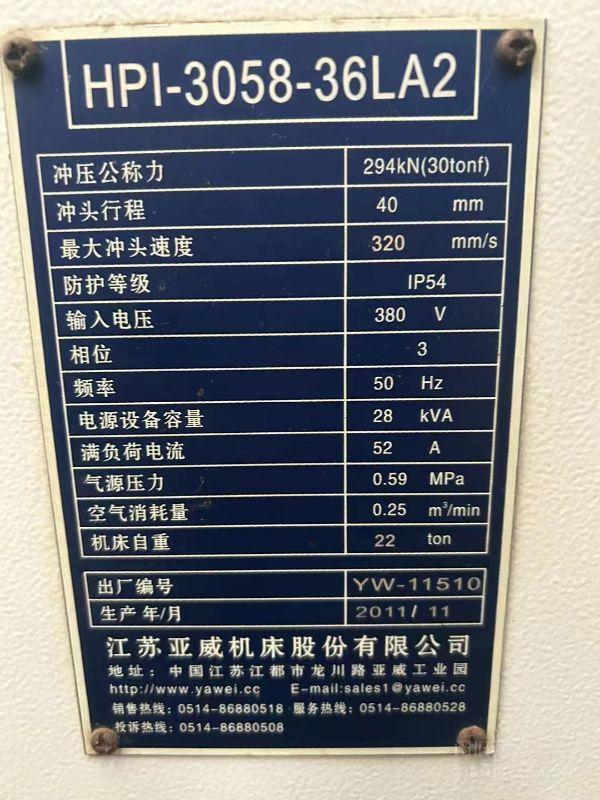 HPI-3058-36LA2
冲压公称力 294kN(30tonf)
冲头行程 40 mm
最大冲头速度 320 mm/s
防护等级 IP54
输入电压 380 V
相位 3
频率 50 Hz
电源设备容量 28 kVA
满负荷电流 52 A
气源压力 0.59 MPa
空气消耗量 0.25 m³/min
机床自重 22 ton
出厂编号 YW-11510
生产 年/月 2011/ 11
江苏亚威机床股份有限公司
地址：中国江苏江都市龙川路亚威工业园
http://www.yawei.cc E-mail:sales1@yawei.cc
销售热线：0514-86880518 服务热线：0514-86880528
投诉热线：0514-86880508